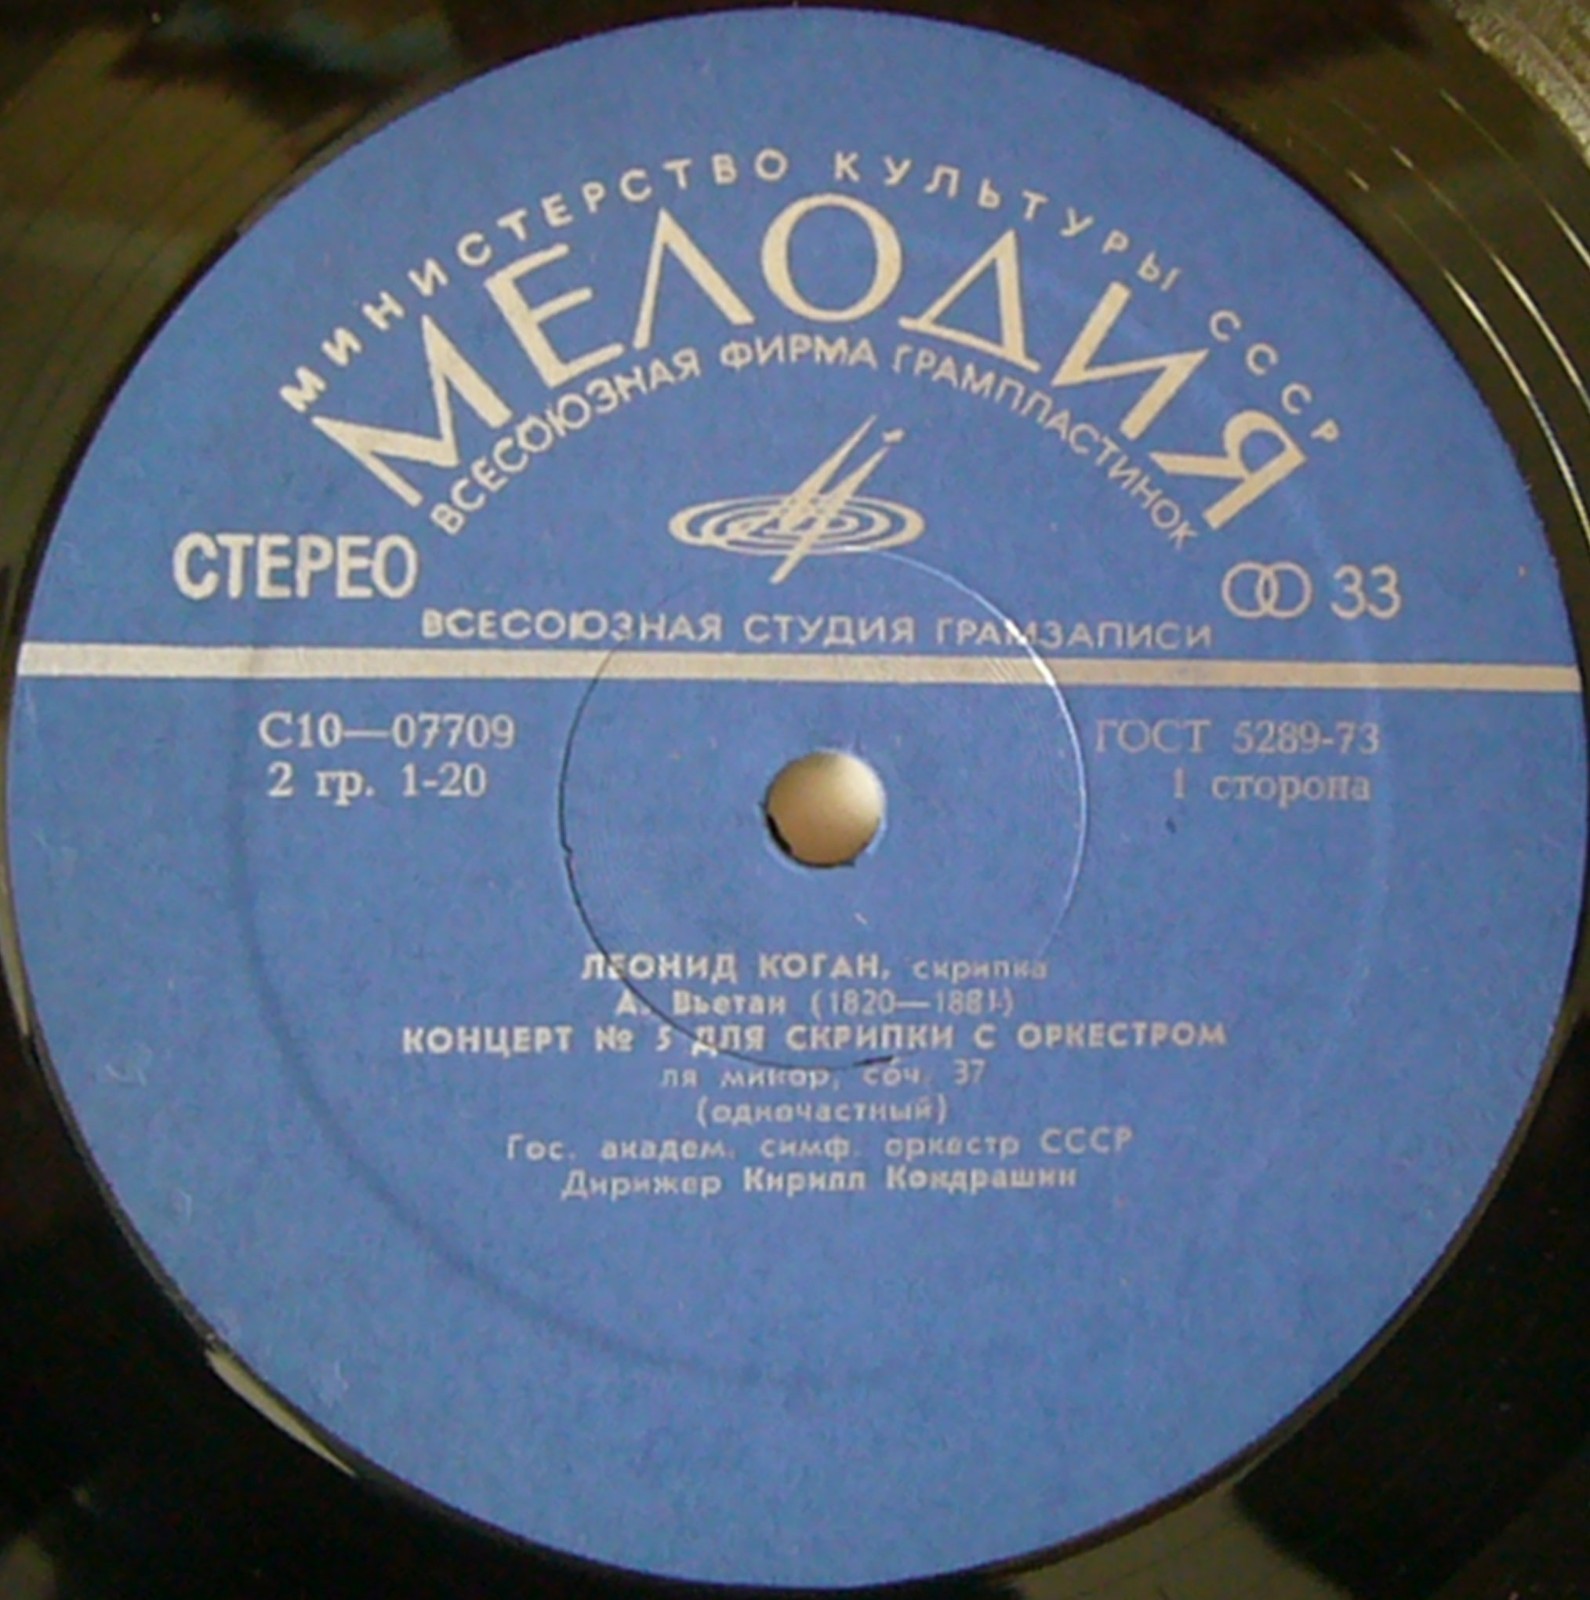 МИНИСТЕРСТВО КУЛЬТУРЫ СССР
МЕЛОДИЯ
ВСЕСОЮЗНАЯ ФИРМА ГРАМПЛАСТИНОК
СТЕРЕО
33
ВСЕСОЮЗНАЯ СТУДИЯ ГРАМЗАПИСИ
С10—07709
ГОСТ 5289-73
2 гр. 1-20
1 сторона
ЛЕОНИД КОГАН, скрипка
А. Вьетан (1820—1881)
КОНЦЕРТ № 5 ДЛЯ СКРИПКИ С ОРКЕСТРОМ
ля минор, соч. 37
(одночастный)
Гос. академ. симф. оркестр СССР
Дирижер Кирилл Кондрашин